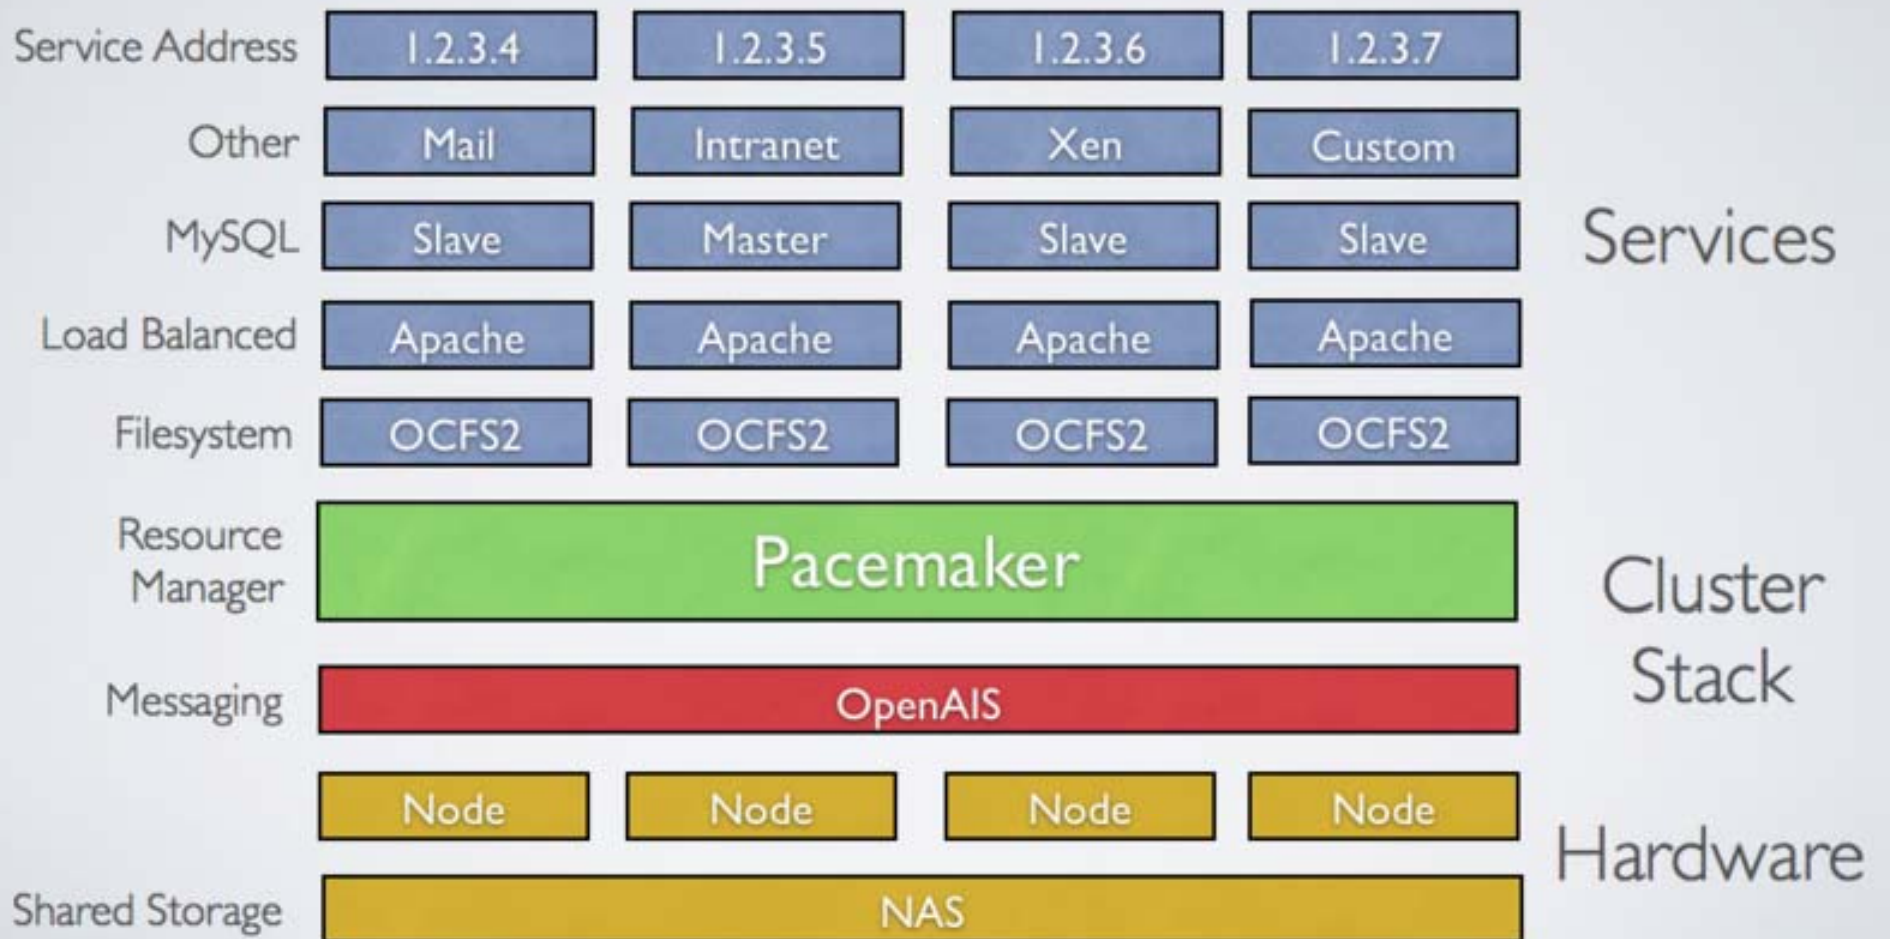 Service Address 1.2.3.4 1.2.3.5 1.2.3.6 1.2.3.7
Other Mail Intranet Xen Custom
MySQL Slave Master Slave Slave
Services
Load Balanced Apache Apache Apache Apache
Filesystem OCFS2 OCFS2 OCFS2 OCFS2
Resource
Manager
Pacemaker
Cluster
Stack
Messaging OpenAIS
Node Node Node Node
Hardware
Shared Storage NAS